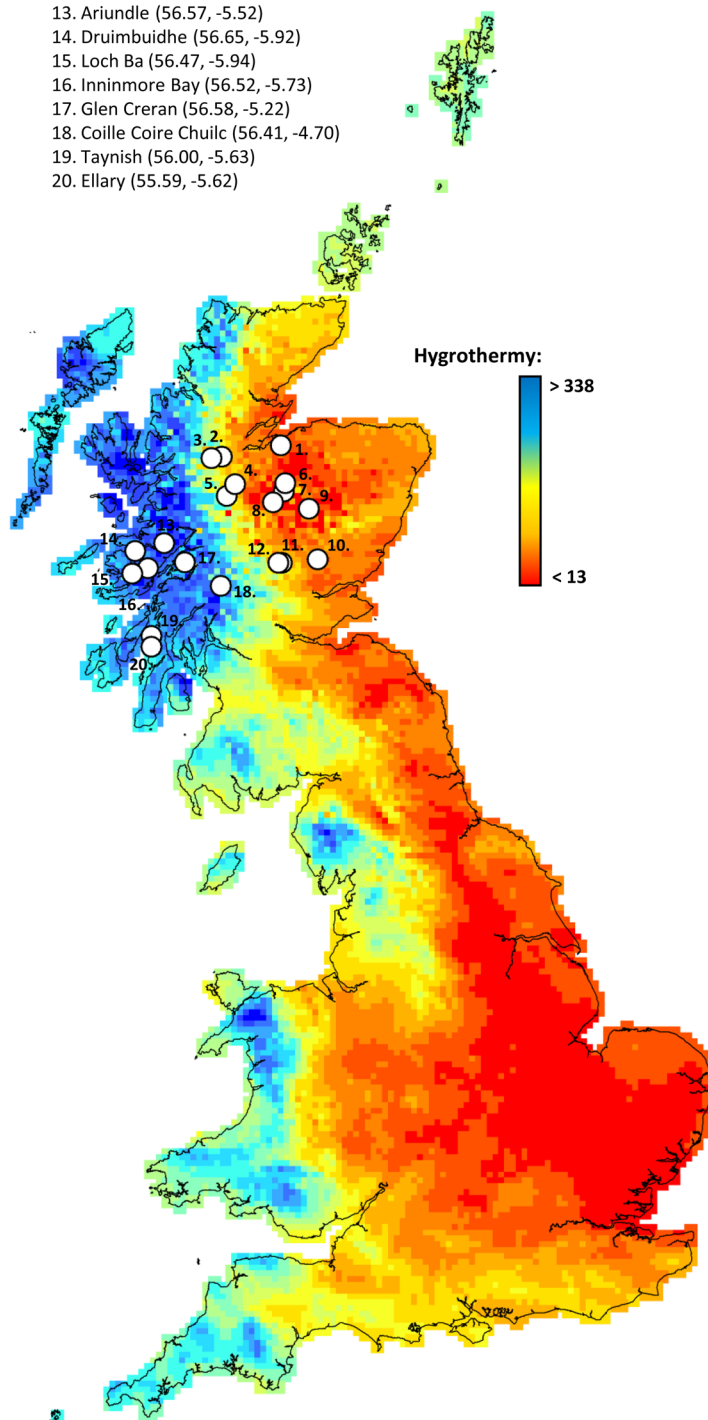 13. Ariundle (56.57, -5.52)
14. Druimbuidhe (56.65, -5.92)
15. Loch Ba (56.47, -5.94)
16. Inninmore Bay (56.52, -5.73)
17. Glen Creran (56.58, -5.22)
18. Coille Coire Chuilc (56.41, -4.70)
19. Taynish (56.00, -5.63)
20. Ellary (55.59, -5.62)
Hygrothermy:
> 338
< 13
3. 2.
1.
4.
5.
6.
7.
8.
9.
10.
11.
12.
13.
14.
15.
16.
17.
18.
19.
20.